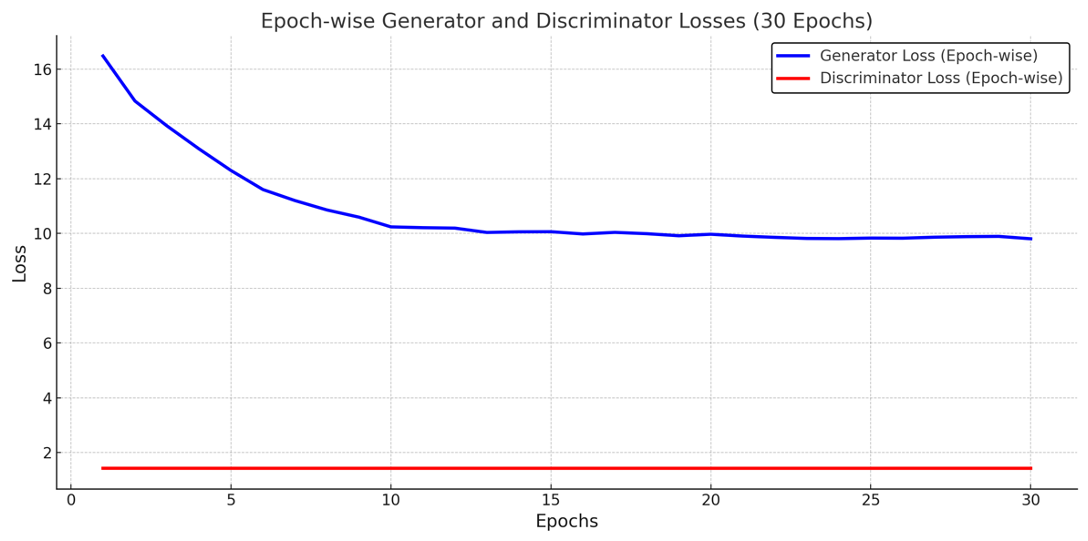 Epoch-wise Generator and Discriminator Losses (30 Epochs)
Generator Loss (Epoch-wise)
Discriminator Loss (Epoch-wise)
Loss
16
14
12
10
8
6
4
2
0 5 10 15 20 25 30
Epochs